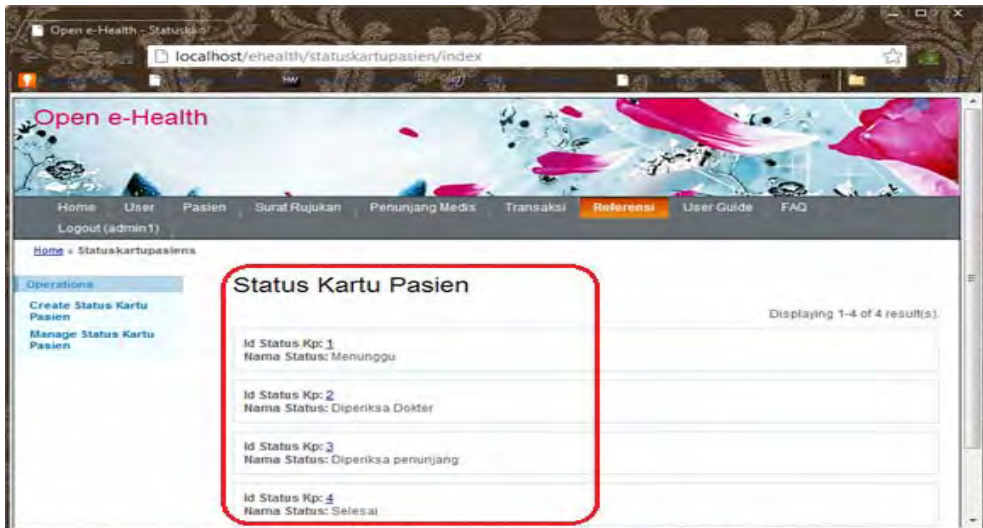 Open e-Health - Statuska
localhost/ehealth/statuskartupasien/index
Open e-Health
Home User Pasien Surat Rujukan Penunjang Medis Transaksi Referensi User Guide FAQ
Logout (admin1)
Home » Statuskartupasiens
Operations
Create Status Kartu
Pasien
Manage Status Kartu
Pasien
Status Kartu Pasien
Displaying 1-4 of 4 result(s).
Id Status Kp: 1
Nama Status: Menunggu
Id Status Kp: 2
Nama Status: Diperiksa Dokter
Id Status Kp: 3
Nama Status: Diperiksa penunjang
Id Status Kp: 4
Nama Status: Selesai